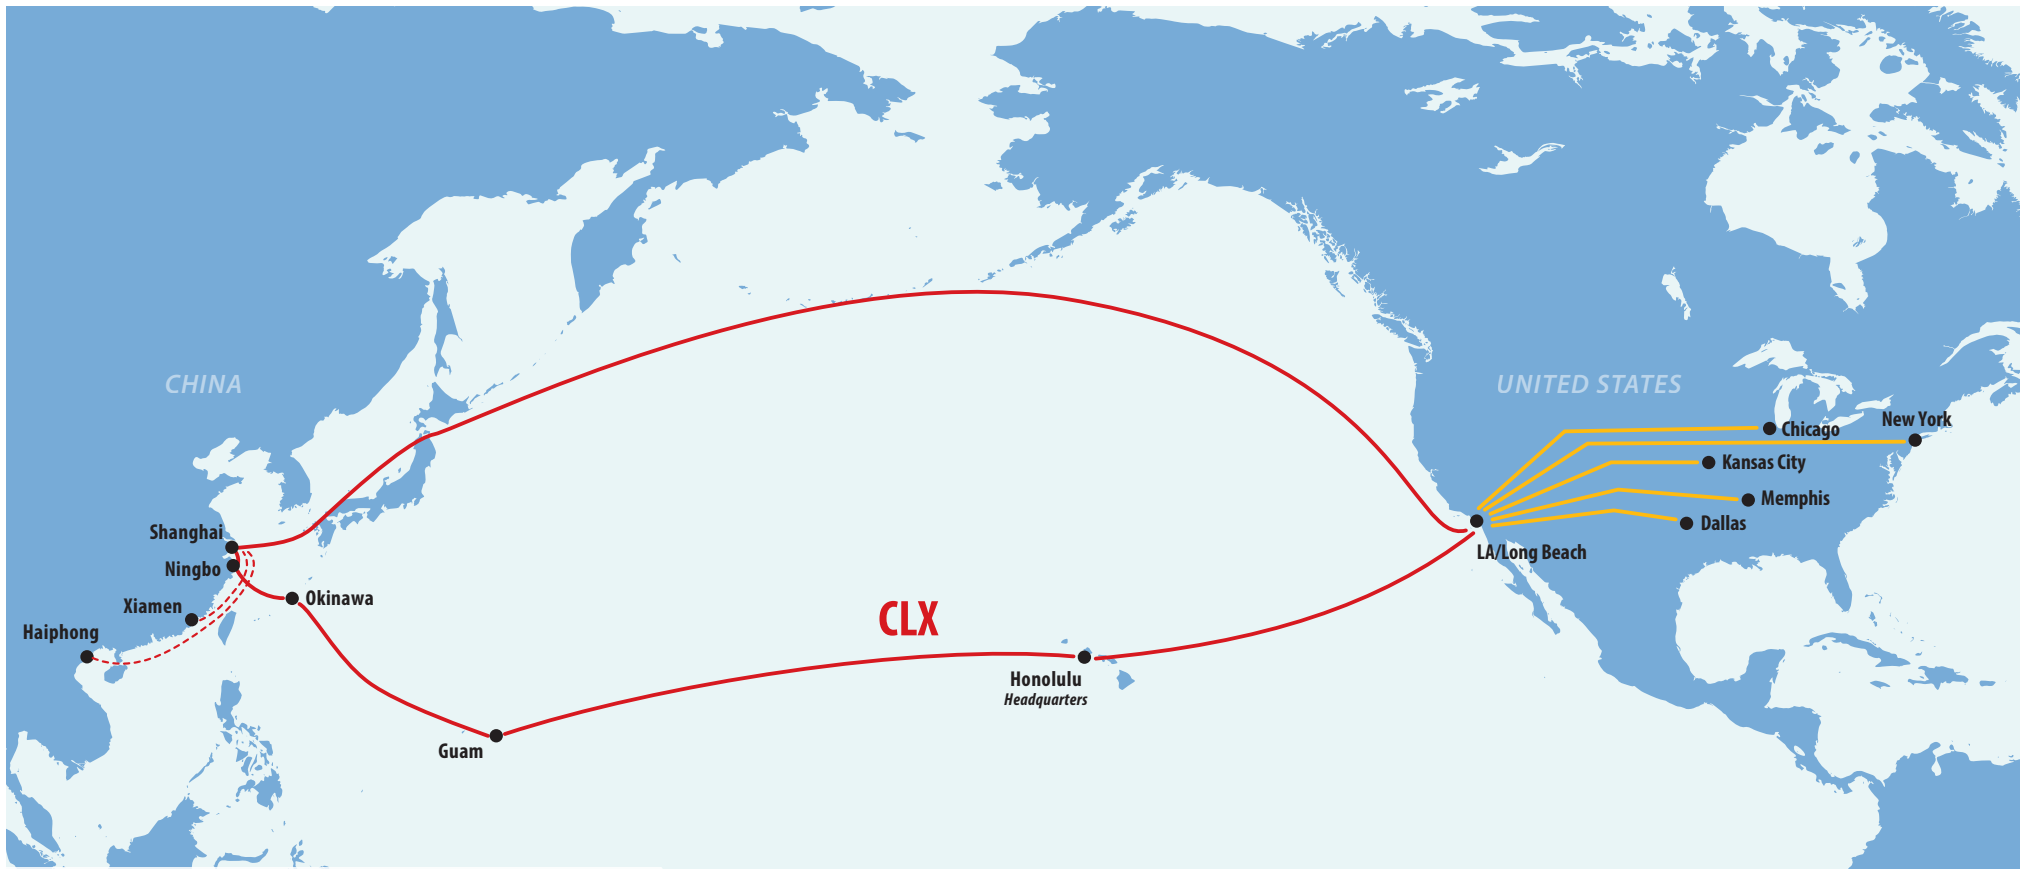 CHINA
UNITED STATES
New York
Chicago
Kansas City
Memphis
Dallas
LA/Long Beach
Shanghai
Ningbo
Okinawa
Xiamen
Haiphong
CLX
Honolulu
Headquarters
Guam